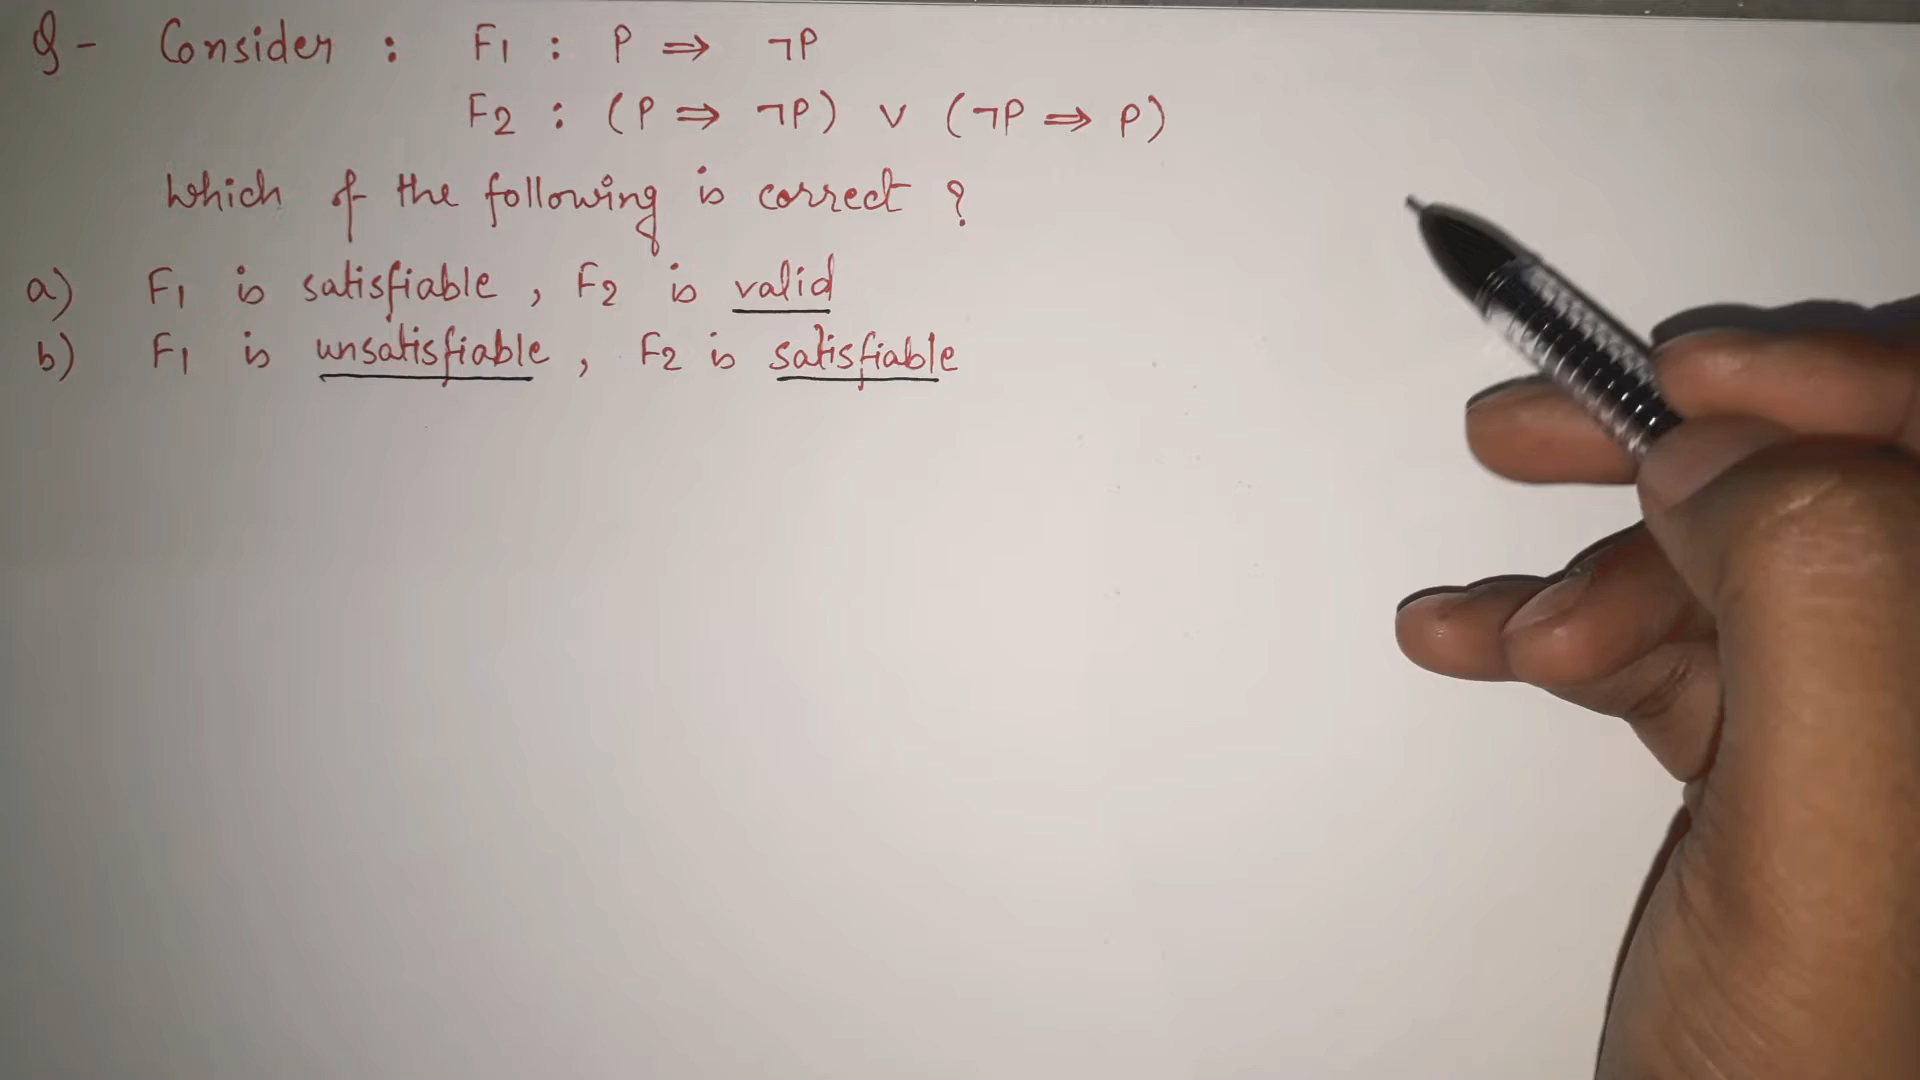 Q- Consider : F1 : P ⇒ ¬P
F2 : (P ⇒ ¬P) ∨ (¬P ⇒ P)
Which of the following is correct ?
a) F1 is satisfiable , F2 is valid
b) F1 is unsatisfiable , F2 is satisfiable